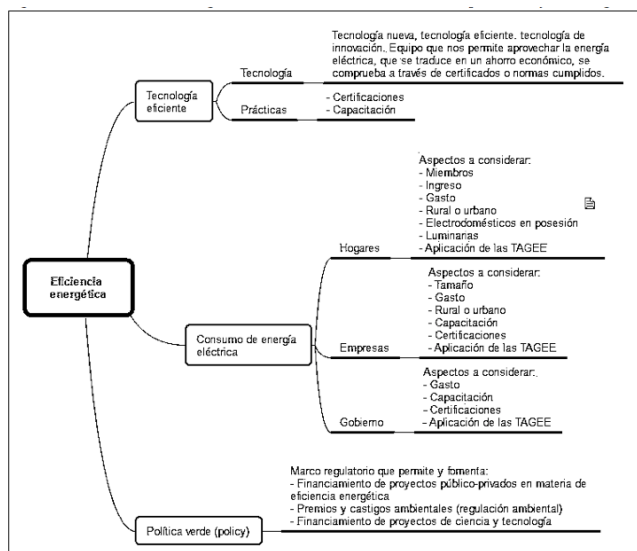 Tecnología nueva, tecnología eficiente. tecnología de
innovación. Equipo que nos permite aprovechar la energía
eléctrica, que se traduce en un ahorro económico, se
comprueba a través de certificados o normas cumplidos.
Tecnología
Tecnología
eficiente
Prácticas
- Certificaciones
- Capacitación
Aspectos a considerar:
- Miembros
- Ingreso
- Gasto
- Rural o urbano
- Electrodomésticos en posesión
- Luminarias
- Aplicación de las TAGEE
Hogares
Eficiencia
energética
Aspectos a considerar:
- Tamaño
- Gasto
- Rural o urbano
- Capacitación
- Certificaciones
- Aplicación de las TAGEE
Consumo de energía
eléctrica
Empresas
Aspectos a considerar:
- Gasto
- Capacitación
- Certificaciones
- Aplicación de las TAGEE
Gobierno
Marco regulatorio que permite y fomenta:
- Financiamiento de proyectos público-privados en materia de
eficiencia energética
- Premios y castigos ambientales (regulación ambiental)
- Financiamiento de proyectos de ciencia y tecnología
Política verde (policy)